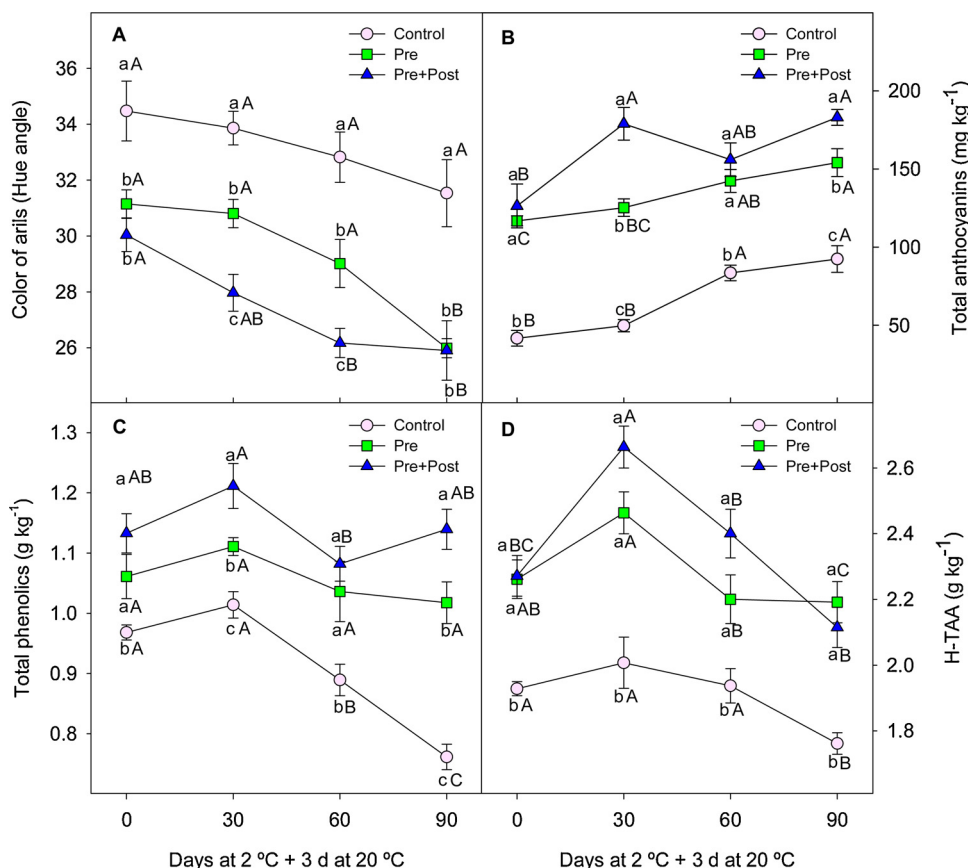 A
Control
Pre
Pre+Post
Color of arils (Hue angle)
36
34
32
30
28
26
aA
aA
aA
aA
bA
bA
bA
bB
bA
cAB
cB
bB
B
Control
Pre
Pre+Post
Total anthocyanins (mg kg⁻¹)
200
150
100
50
aB
aA
aAB
aA
aC
bBC
aAB
bA
bB
cB
bA
cA
C
Control
Pre
Pre+Post
Total phenolics (g kg⁻¹)
1.3
1.2
1.1
1.0
0.9
0.8
aAB
aA
aB
aAB
aA
bA
aA
bA
bA
cA
bB
cC
0 30 60 90
Days at 2 ºC + 3 d at 20 ºC
D
Control
Pre
Pre+Post
H-TAA (g kg⁻¹)
2.6
2.4
2.2
2.0
1.8
aBC
aA
aB
aC
aAB
aA
aB
aB
bA
bA
bA
bB
0 30 60 90
Days at 2 ºC + 3 d at 20 ºC